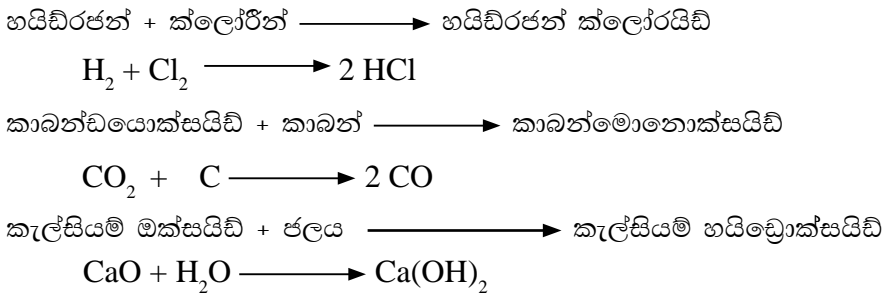 හයිඩ්රජන් + ක්ලෝරීන් ⟶ හයිඩ්රජන් ක්ලෝරයිඩ්
H₂ + Cl₂ ⟶ 2 HCl
කාබන්ඩයොක්සයිඩ් + කාබන් ⟶ කාබන්මොනොක්සයිඩ්
CO₂ + C ⟶ 2 CO
කැල්සියම් ඔක්සයිඩ් + ජලය ⟶ කැල්සියම් හයිඩ්‍රොක්සයිඩ්
CaO + H₂O ⟶ Ca(OH)₂